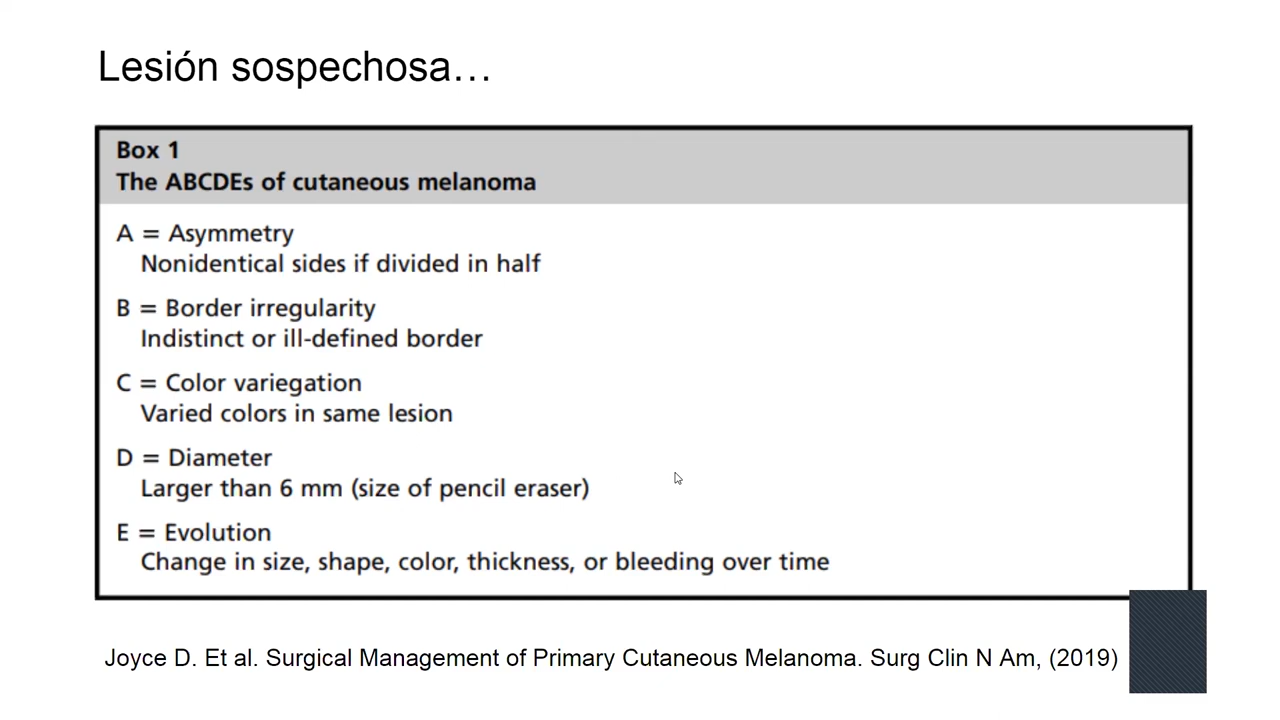 Lesión sospechosa…
Box 1
The ABCDEs of cutaneous melanoma
A = Asymmetry
Nonidentical sides if divided in half
B = Border irregularity
Indistinct or ill-defined border
C = Color variegation
Varied colors in same lesion
D = Diameter
Larger than 6 mm (size of pencil eraser)
E = Evolution
Change in size, shape, color, thickness, or bleeding over time
Joyce D. Et al. Surgical Management of Primary Cutaneous Melanoma. Surg Clin N Am, (2019)